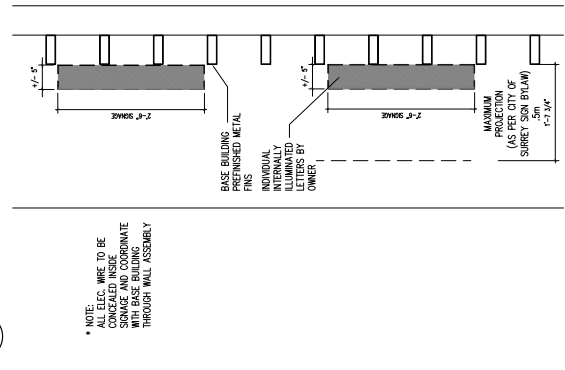 +/- 5"
2'-6" SIGNAGE
BASE BUILDING
PREFINISHED METAL
FINS
INDIVIDUAL
INTERNALLY
ILLUMINATED
LETTERS BY
OWNER
+/- 5"
2'-6" SIGNAGE
MAXIMUM
PROJECTION
(AS PER CITY OF
SURREY SIGN BYLAW)
.5m
1'-7 3/4"
* NOTE:
ALL ELEC. WIRE TO BE
CONCEALED INSIDE
SIGNAGE AND COORDINATE
WITH BASE BUILDING
THROUGH WALL ASSEMBLY